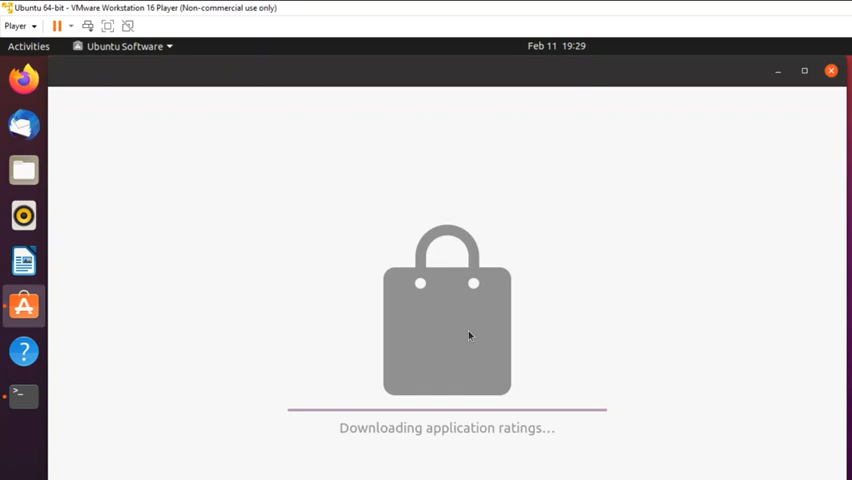 Ubuntu 64-bit - VMware Workstation 16 Player (Non-commercial use only)
Player
Activities
Ubuntu Software
Feb 11 19:29
?
>_
Downloading application ratings...